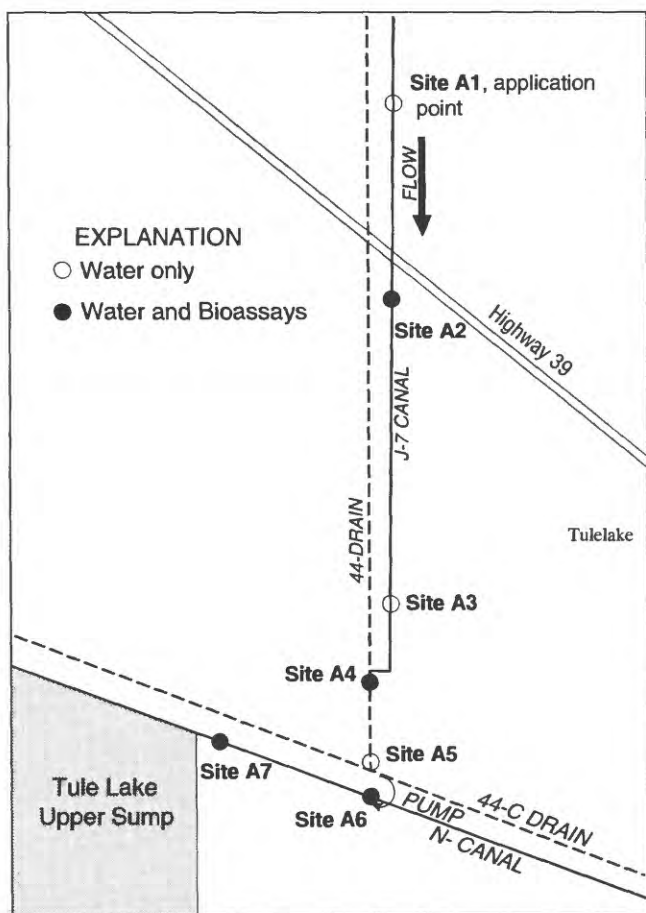 Site A1, application
point
FLOW
EXPLANATION
Water only
Water and Bioassays
Site A2
Highway 39
J-7 CANAL
44-DRAIN
Tulelake
Site A3
Site A4
Site A5
Site A7
Tule Lake
Upper Sump
Site A6
PUMP
44-C DRAIN
N- CANAL